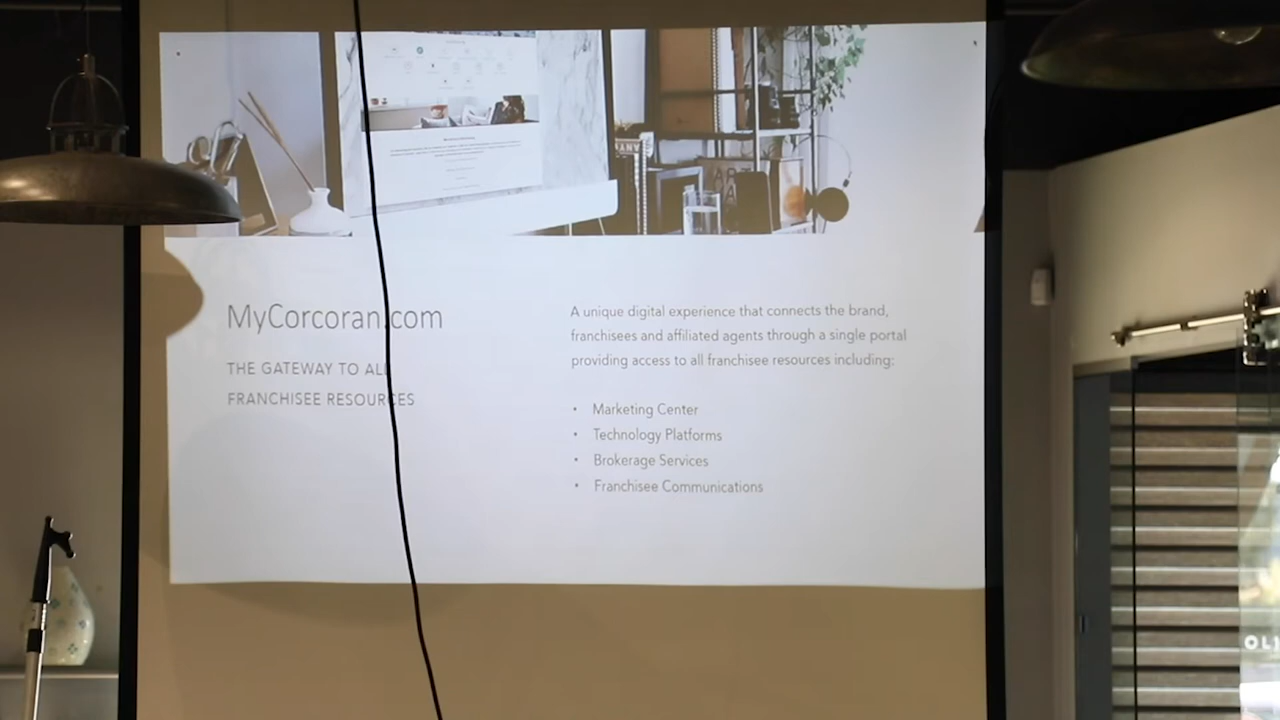 MyCorcoran.com
THE GATEWAY TO ALL
FRANCHISEE RESOURCES
A unique digital experience that connects the brand,
franchisees and affiliated agents through a single portal
providing access to all franchisee resources including:
• Marketing Center
• Technology Platforms
• Brokerage Services
• Franchisee Communications